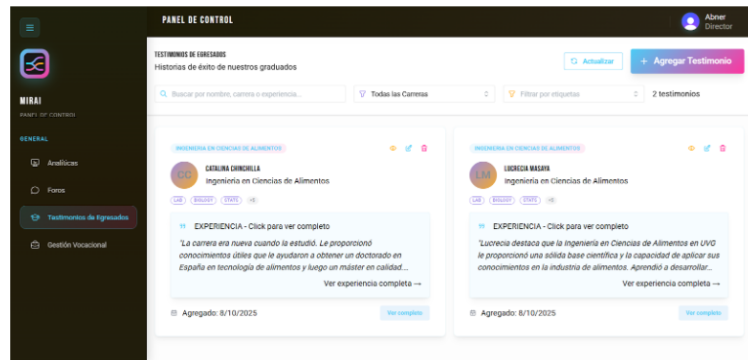 PANEL DE CONTROL
Abner
Director
MIRAI
PANEL DE CONTROL
GENERAL
Analíticas
Foros
Testimonios de Egresados
Gestión Vocacional
TESTIMONIOS DE EGRESADOS
Historias de éxito de nuestros graduados
Actualizar
+ Agregar Testimonio
Buscar por nombre, carrera o experiencia...
Todas las Carreras
Filtrar por etiquetas
2 testimonios
INGENIERIA EN CIENCIAS DE ALIMENTOS
CC
CATALINA CHINCHILLA
Ingeniería en Ciencias de Alimentos
LAB BIOLOGY STATS
EXPERIENCIA - Click para ver completo
"La carrera era nueva cuando la estudió. Le proporcionó
conocimientos útiles que le ayudaron a obtener un doctorado en
España en tecnología de alimentos y luego un máster en calidad....
Ver experiencia completa →
Agregado: 8/10/2025
Ver completo
INGENIERIA EN CIENCIAS DE ALIMENTOS
LM
LUCRECIA MASAYA
Ingeniería en Ciencias de Alimentos
LAB BIOLOGY STATS
EXPERIENCIA - Click para ver completo
"Lucrecia destaca que la Ingeniería en Ciencias de Alimentos en UVG
le proporcionó una sólida base científica y la capacidad de aplicar sus
conocimientos en la industria de alimentos. Aprendió a desarrollar...
Ver experiencia completa →
Agregado: 8/10/2025
Ver completo